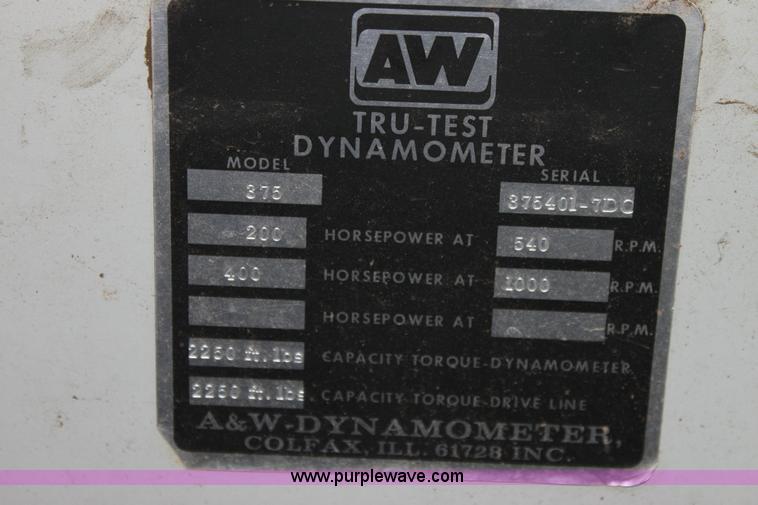 AW
TRU-TEST
DYNAMOMETER
MODEL SERIAL
375 375401-7DC
200 HORSEPOWER AT 540 R.P.M.
400 HORSEPOWER AT 1000 R.P.M.
HORSEPOWER AT R.P.M.
2250 ft.lbs CAPACITY TORQUE-DYNAMOMETER
2250 ft.lbs CAPACITY TORQUE-DRIVE LINE
A&W-DYNAMOMETER,
COLFAX, ILL. 61728 INC.
www.purplewave.com